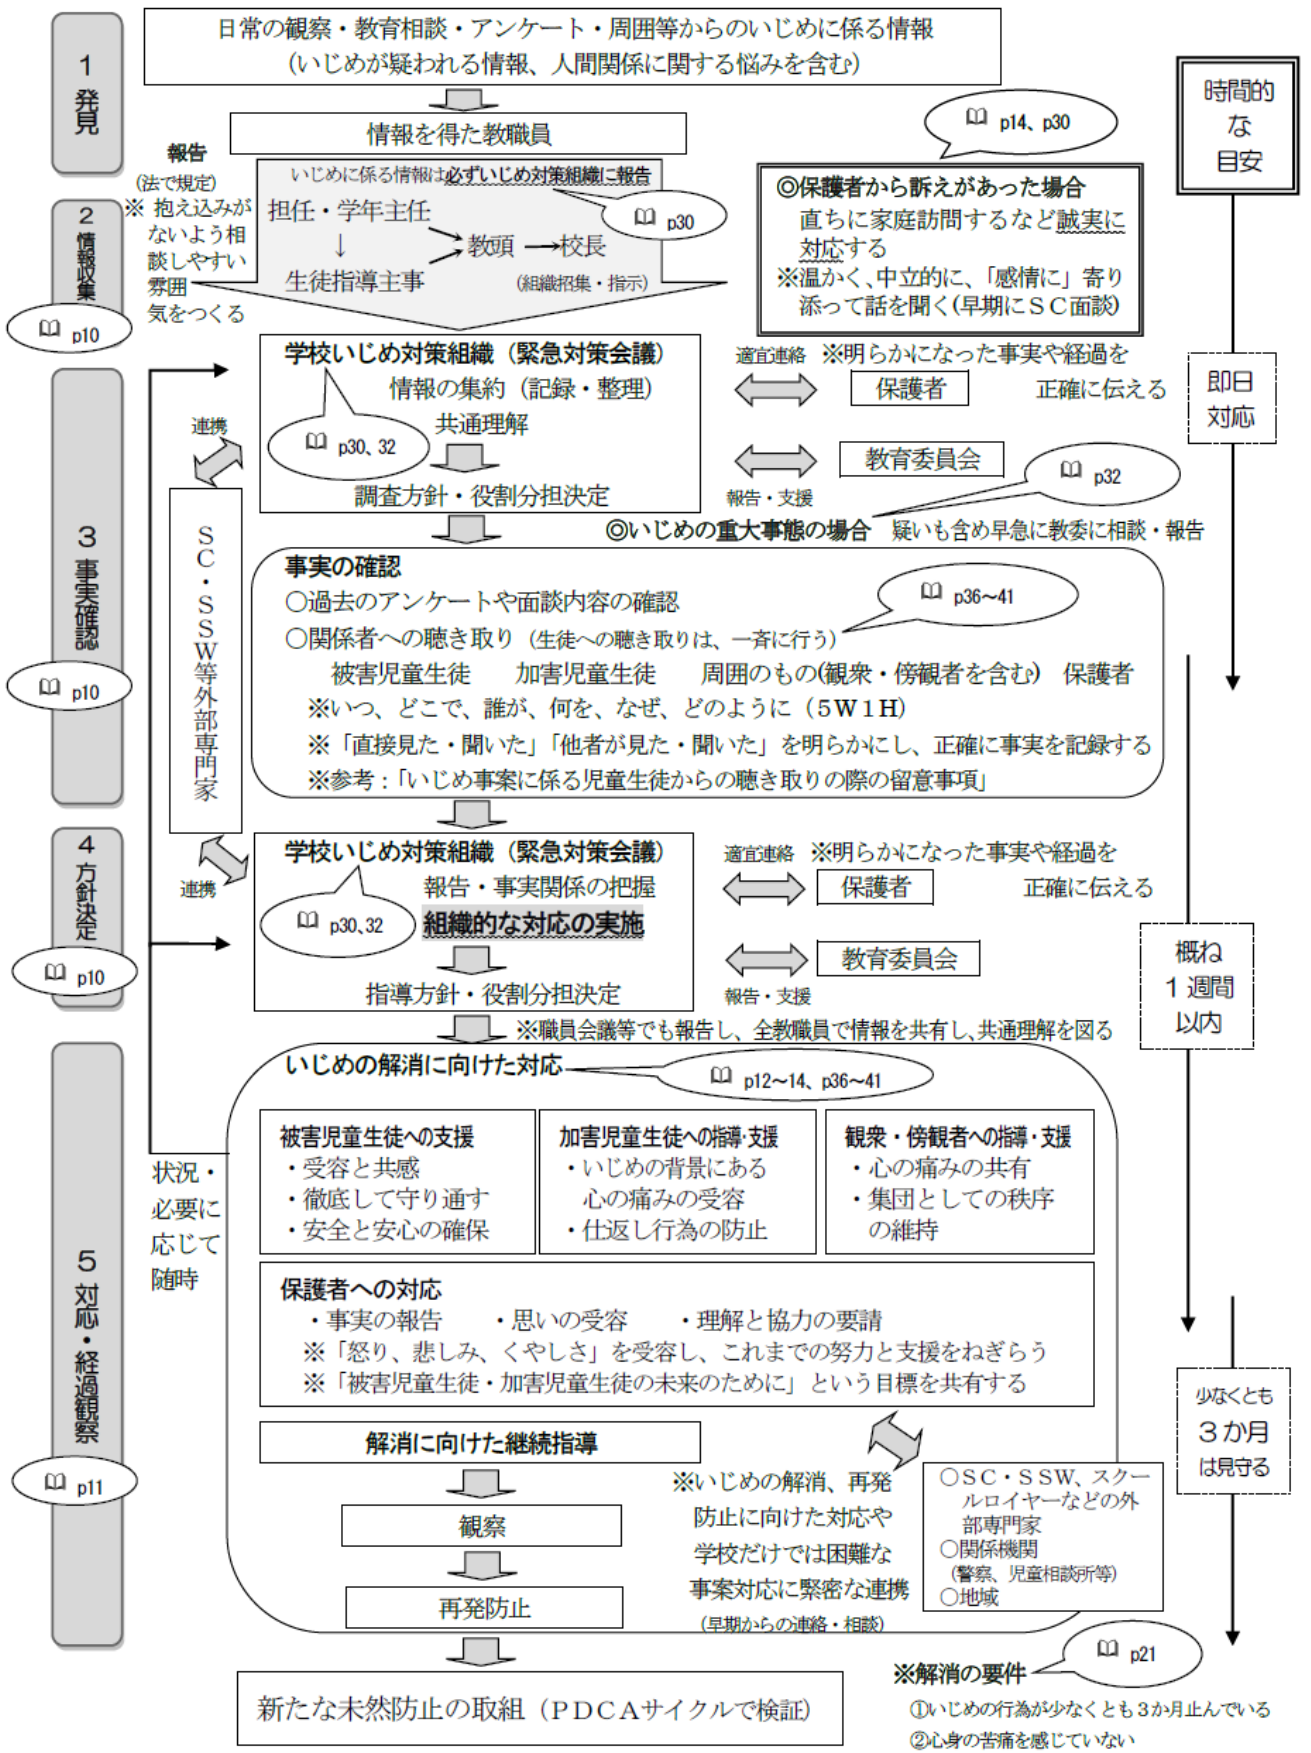 1 発見
日常の観察・教育相談・アンケート・周囲等からのいじめに係る情報
(いじめが疑われる情報、人間関係に関する悩みを含む)
情報を得た教職員
時間的
な
目安
p14、p30
報告
(法で規定)
※ 抱え込みが
ないよう相
談しやすい
雰囲
気をつくる
2 情報収集
p10
いじめに係る情報は必ずいじめ対策組織に報告
p30
担任・学年主任
↓
生徒指導主事
教頭
校長
(組織招集・指示)
◎保護者から訴えがあった場合
直ちに家庭訪問するなど誠実に
対応する
※温かく、中立的に、「感情に」寄り
添って話を聞く(早期にSC面談)
3 事実確認
p10
学校いじめ対策組織(緊急対策会議)
情報の集約(記録・整理)
共通理解
p30、32
調査方針・役割分担決定
連携
SC・SSW等外部専門家
適宜連絡 ※明らかになった事実や経過を
保護者
正確に伝える
教育委員会
報告・支援
p32
即日
対応
◎いじめの重大事態の場合 疑いも含め早急に教委に相談・報告
事実の確認
p36～41
○過去のアンケートや面談内容の確認
○関係者への聴き取り(生徒への聴き取りは、一斉に行う)
被害児童生徒 加害児童生徒 周囲のもの(観衆・傍観者を含む) 保護者
※いつ、どこで、誰が、何を、なぜ、どのように(5W1H)
※「直接見た・聞いた」「他者が見た・聞いた」を明らかにし、正確に事実を記録する
※参考:「いじめ事案に係る児童生徒からの聴き取りの際の留意事項」
4 方針決定
p10
連携
学校いじめ対策組織(緊急対策会議)
報告・事実関係の把握
p30、32
組織的な対応の実施
指導方針・役割分担決定
適宜連絡 ※明らかになった事実や経過を
保護者
正確に伝える
教育委員会
報告・支援
概ね
1週間
以内
※職員会議等でも報告し、全教職員で情報を共有し、共通理解を図る
5 対応・経過観察
p11
状況・
必要に
応じて
随時
いじめの解消に向けた対応
p12～14、p36～41
被害児童生徒への支援
・受容と共感
・徹底して守り通す
・安全と安心の確保
加害児童生徒への指導・支援
・いじめの背景にある
心の痛みの受容
・仕返し行為の防止
観衆・傍観者への指導・支援
・心の痛みの共有
・集団としての秩序
の維持
保護者への対応
・事実の報告 ・思いの受容 ・理解と協力の要請
※「怒り、悲しみ、くやしさ」を受容し、これまでの努力と支援をねぎらう
※「被害児童生徒・加害児童生徒の未来のために」という目標を共有する
少なくとも
3か月
は見守る
解消に向けた継続指導
観察
再発防止
※いじめの解消、再発
防止に向けた対応や
学校だけでは困難な
事案対応に緊密な連携
(早期からの連絡・相談)
○SC・SSW、スクー
ルロイヤーなどの外
部専門家
○関係機関
(警察、児童相談所等)
○地域
新たな未然防止の取組(PDCAサイクルで検証)
p21
※解消の要件
①いじめの行為が少なくとも3か月止んでいる
②心身の苦痛を感じていない